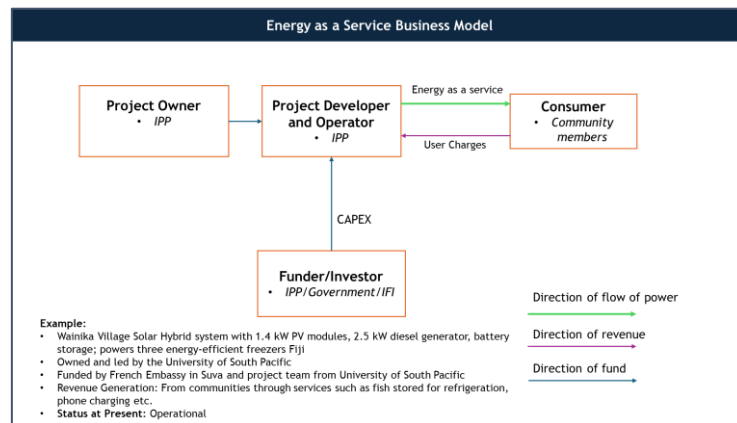 Energy as a Service Business Model
Project Owner
• IPP
Project Developer
and Operator
• IPP
Energy as a service
User Charges
Consumer
• Community
members
CAPEX
Funder/Investor
• IPP/Government/IFI
Direction of flow of power
Direction of revenue
Direction of fund
Example:
• Wainika Village Solar Hybrid system with 1.4 kW PV modules, 2.5 kW diesel generator, battery
storage; powers three energy-efficient freezers Fiji
• Owned and led by the University of South Pacific
• Funded by French Embassy in Suva and project team from University of South Pacific
• Revenue Generation: From communities through services such as fish stored for refrigeration,
phone charging etc.
• Status at Present: Operational